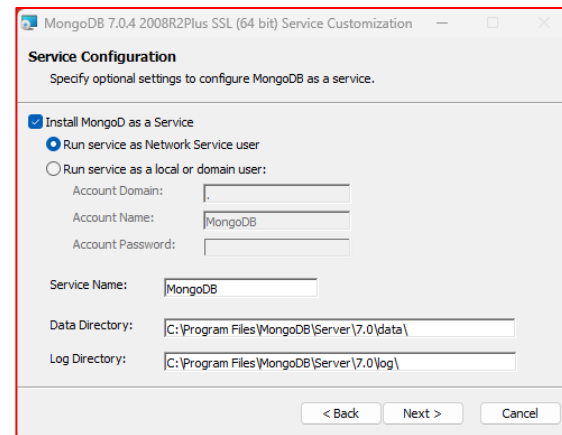 MongoDB 7.0.4 2008R2Plus SSL (64 bit) Service Customization
Service Configuration
Specify optional settings to configure MongoDB as a service.
Install MongoD as a Service
Run service as Network Service user
Run service as a local or domain user:
Account Domain: .
Account Name: MongoDB
Account Password:
Service Name: MongoDB
Data Directory: C:\Program Files\MongoDB\Server\7.0\data\
Log Directory: C:\Program Files\MongoDB\Server\7.0\log\
< Back Next > Cancel